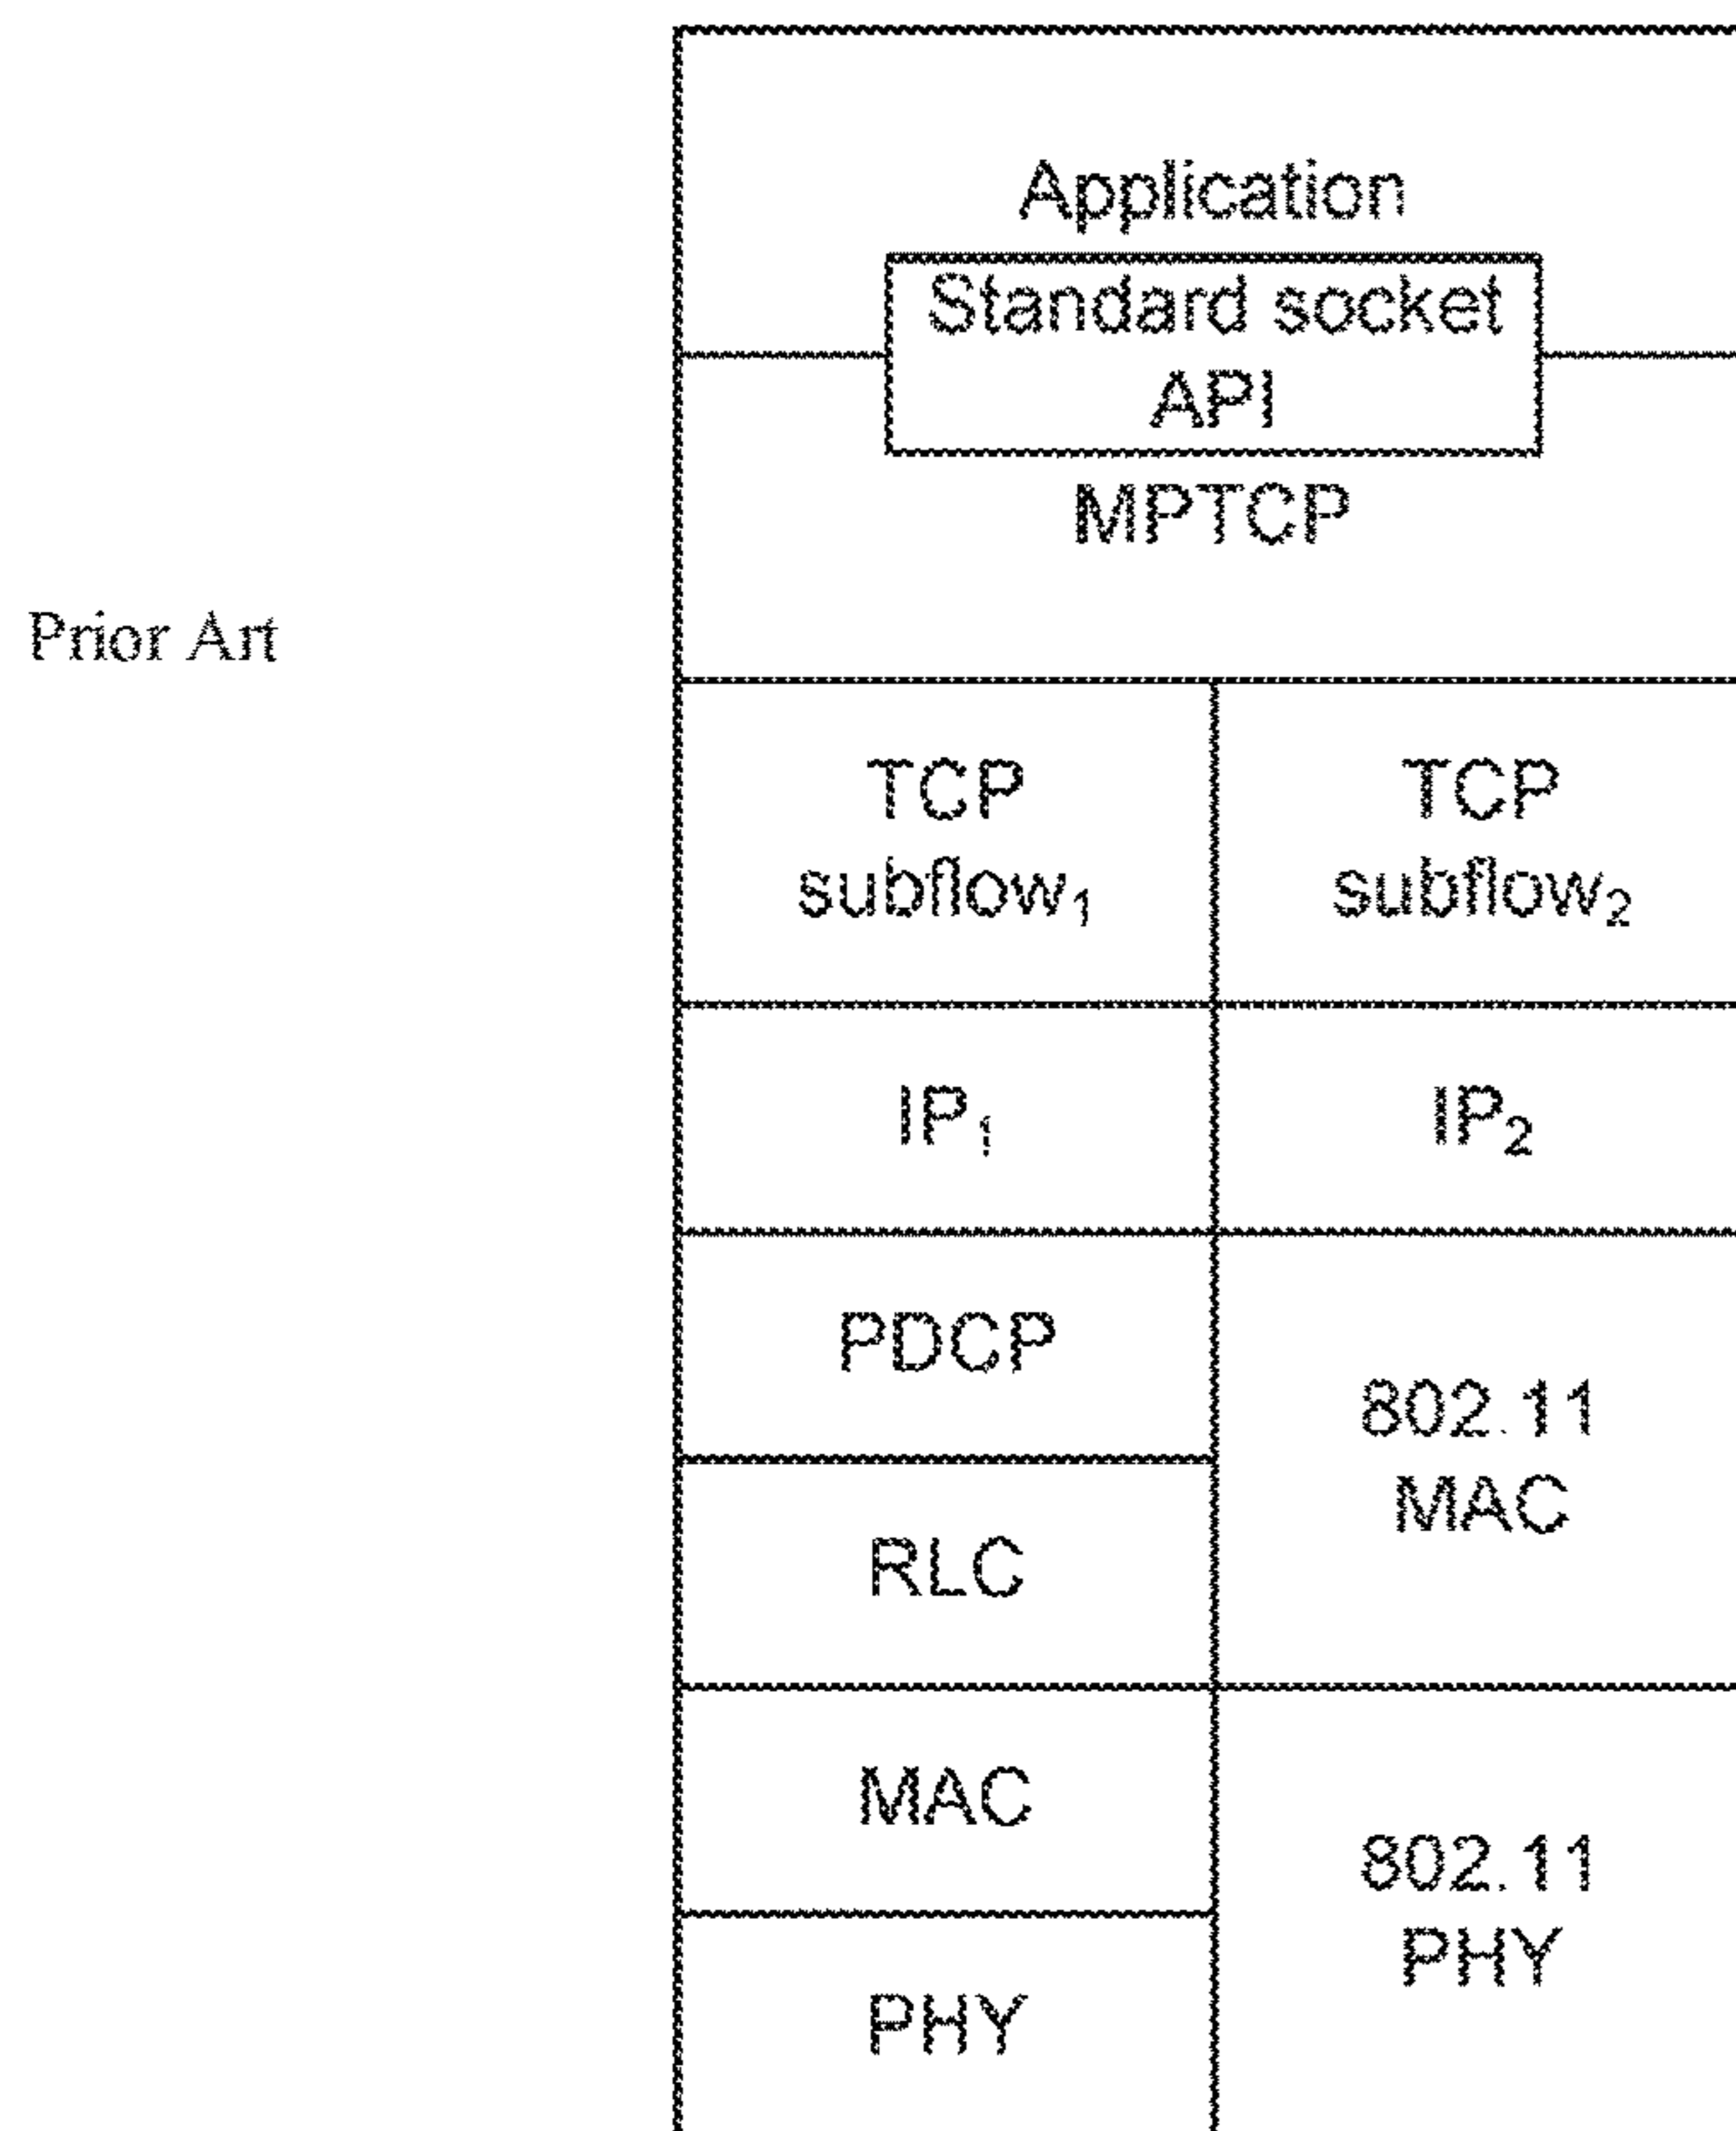 Application
Standard socket
API
MPTCP
Prior Art
TCP
subflow₁
TCP
subflow₂
IP₁
IP₂
PDCP
802.11
MAC
RLC
MAC
802.11
PHY
PHY